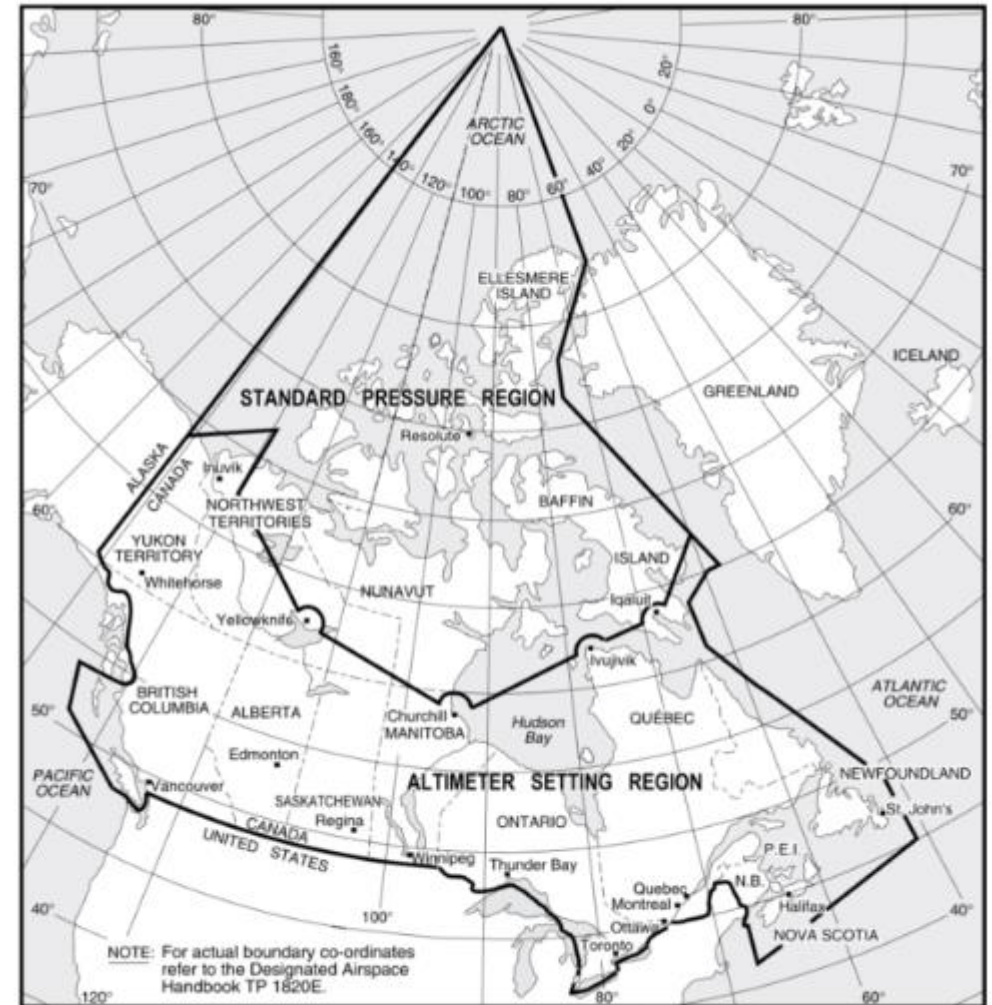 80°
80°
160°
180°
160°
140°
120°
100°
80°
60°
40°
20°
0°
20°
ARCTIC
OCEAN
70°
70°
ELLESMERE
ISLAND
ICELAND
GREENLAND
STANDARD PRESSURE REGION
Resolute
ALASKA
CANADA
Inuvik
NORTHWEST
TERRITORIES
BAFFIN
ISLAND
60°
60°
YUKON
TERRITORY
Whitehorse
NUNAVUT
Iqaluit
Yellowknife
Ivujivik
BRITISH
COLUMBIA
ALBERTA
Churchill
MANITOBA
Hudson
Bay
QUÉBEC
ATLANTIC
OCEAN
50°
50°
Edmonton
PACIFIC
OCEAN
Vancouver
ALTIMETER SETTING REGION
NEWFOUNDLAND
St. John's
SASKATCHEWAN
Regina
ONTARIO
CANADA
UNITED STATES
Winnipeg
Thunder Bay
P.E.I.
N.B.
Quebec
Montreal
Halifax
Ottawa
Toronto
NOVA SCOTIA
40°
40°
100°
NOTE: For actual boundary co-ordinates
refer to the Designated Airspace
Handbook TP 1820E.
120°
80°
60°